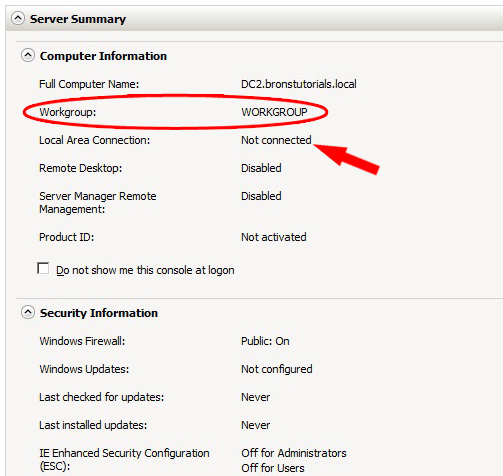 Server Summary
Computer Information
Full Computer Name: DC2.bronstutorials.local
Workgroup: WORKGROUP
Local Area Connection: Not connected
Remote Desktop: Disabled
Server Manager Remote Disabled
Management:
Product ID: Not activated
Do not show me this console at logon
Security Information
Windows Firewall: Public: On
Windows Updates: Not configured
Last checked for updates: Never
Last installed updates: Never
IE Enhanced Security Configuration Off for Administrators
(ESC): Off for Users